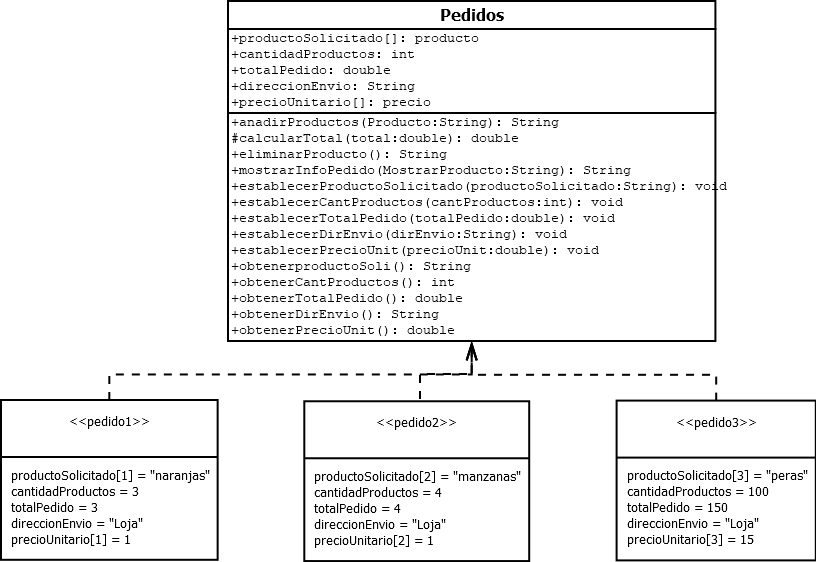 Pedidos
+productoSolicitado[]: producto
+cantidadProductos: int
+totalPedido: double
+direccionEnvio: String
+precioUnitario[]: precio
+anadirProductos(Producto:String): String
#calcularTotal(total:double): double
+eliminarProducto(): String
+mostrarInfoPedido(MostrarProducto:String): String
+establecerProductoSolicitado(productoSolicitado:String): void
+establecerCantProductos(cantProductos:int): void
+establecerTotalPedido(totalPedido:double): void
+establecerDirEnvio(dirEnvio:String): void
+establecerPrecioUnit(precioUnit:double): void
+obtenerproductoSoli(): String
+obtenerCantProductos(): int
+obtenerTotalPedido(): double
+obtenerDirEnvio(): String
+obtenerPrecioUnit(): double
<<pedido1>>
productoSolicitado[1] = "naranjas"
cantidadProductos = 3
totalPedido = 3
direccionEnvio = "Loja"
precioUnitario[1] = 1
<<pedido2>>
productoSolicitado[2] = "manzanas"
cantidadProductos = 4
totalPedido = 4
direccionEnvio = "Loja"
precioUnitario[2] = 1
<<pedido3>>
productoSolicitado[3] = "peras"
cantidadProductos = 100
totalPedido = 150
direccionEnvio = "Loja"
precioUnitario[3] = 15